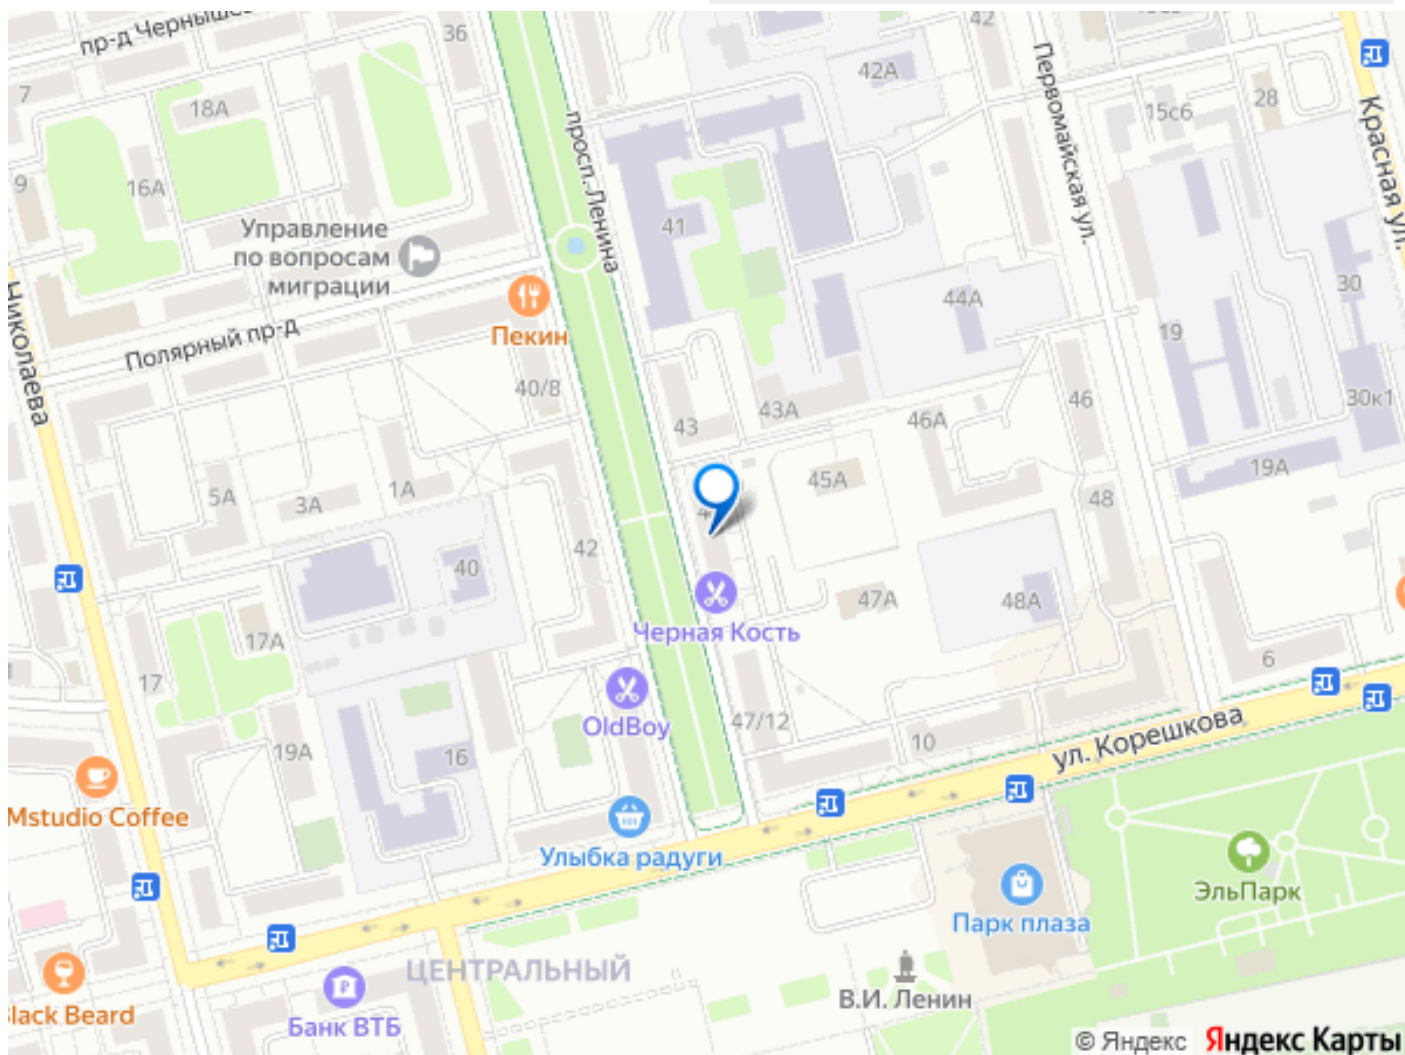 пр-д Черныше
36
42
7
18А
42А
15с6
28
Первомайская ул.
Красная ул.
просп. Ленина
9
16А
41
Управление
по вопросам
миграции
30
44А
19
Николаева
Полярный пр-д
Пекин
40/8
43
43А
46А
46
30к1
5А
3А
1А
45А
19А
48
42
40
47А
48А
Черная Кость
17А
17
6
OldBoy
47/12
10
ул. Корешкова
19А
16
Mstudio Coffee
Улыбка радуги
ЭльПарк
Парк плаза
ЦЕНТРАЛЬНЫЙ
В.И. Ленин
lack Beard
Банк ВТБ
© Яндекс Яндекс Карты